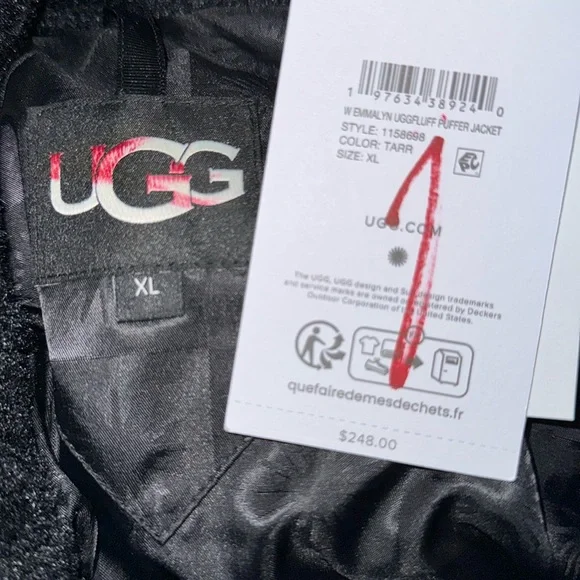 UGG
XL
1 97634 38924 0
W EMMALYN UGGFLUFF PUFFER JACKET
STYLE: 1158698
COLOR: TARR
SIZE: XL
UGG.COM
The UGG, UGG design and Sun design trademarks
and service marks are owned or registered by Deckers
Outdoor Corporation of the United States.
quefairedemesdechets.fr
$248.00